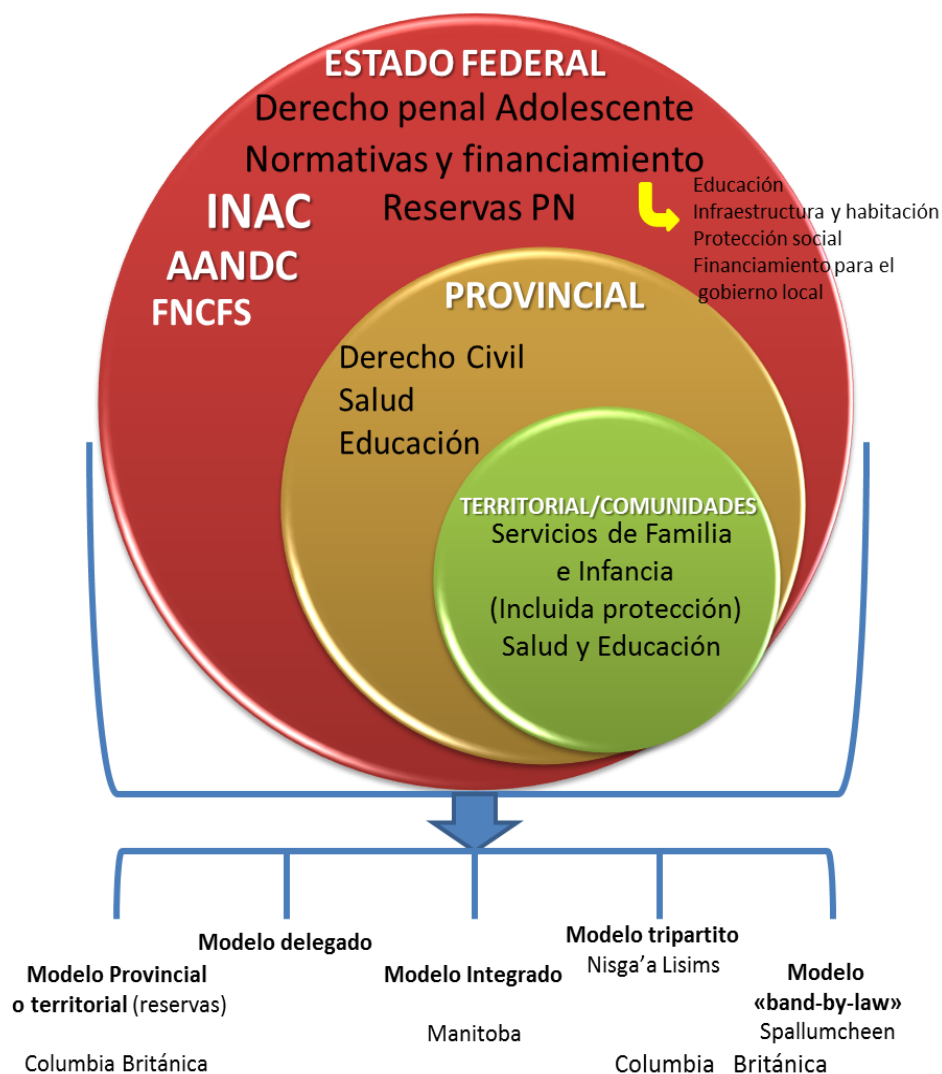 ESTADO FEDERAL
Derecho penal Adolescente
Normativas y financiamiento
Reservas PN
INAC
AANDC
FNCFS
Educación
Infraestructura y habitación
Protección social
Financiamiento para el
gobierno local
PROVINCIAL
Derecho Civil
Salud
Educación
TERRITORIAL/COMUNIDADES
Servicios de Familia
e Infancia
(Incluida protección)
Salud y Educación
Modelo Provincial
o territorial (reservas)
Columbia Británica
Modelo delegado
Modelo Integrado
Manitoba
Modelo tripartito
Nisga’a Lisims
Modelo
«band-by-law»
Spallumcheen
Columbia Británica